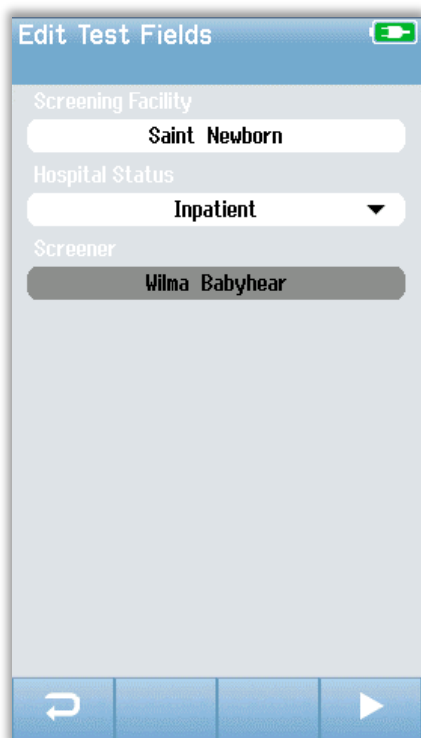 Edit Test Fields
Screening Facility
Saint Newborn
Hospital Status
Inpatient
Screener
Wilma Babyhear